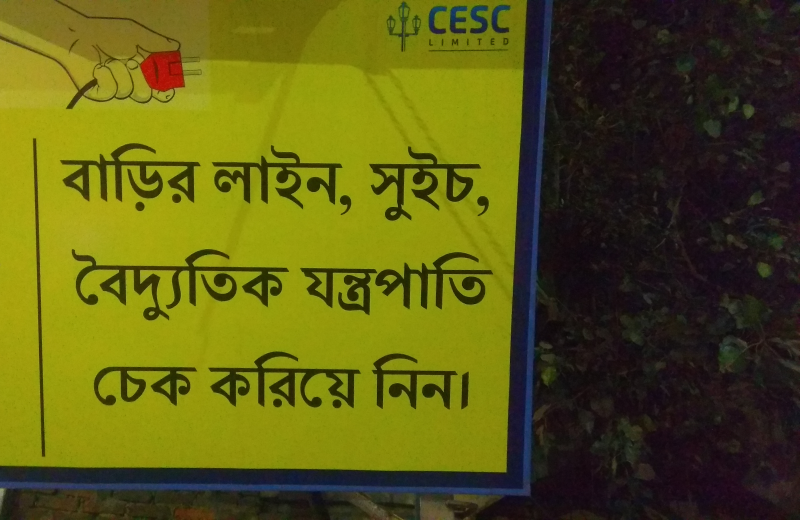 CESC
LIMITED
বাড়ির লাইন, সুইচ,
বৈদ্যুতিক যন্ত্রপাতি
চেক করিয়ে নিন।